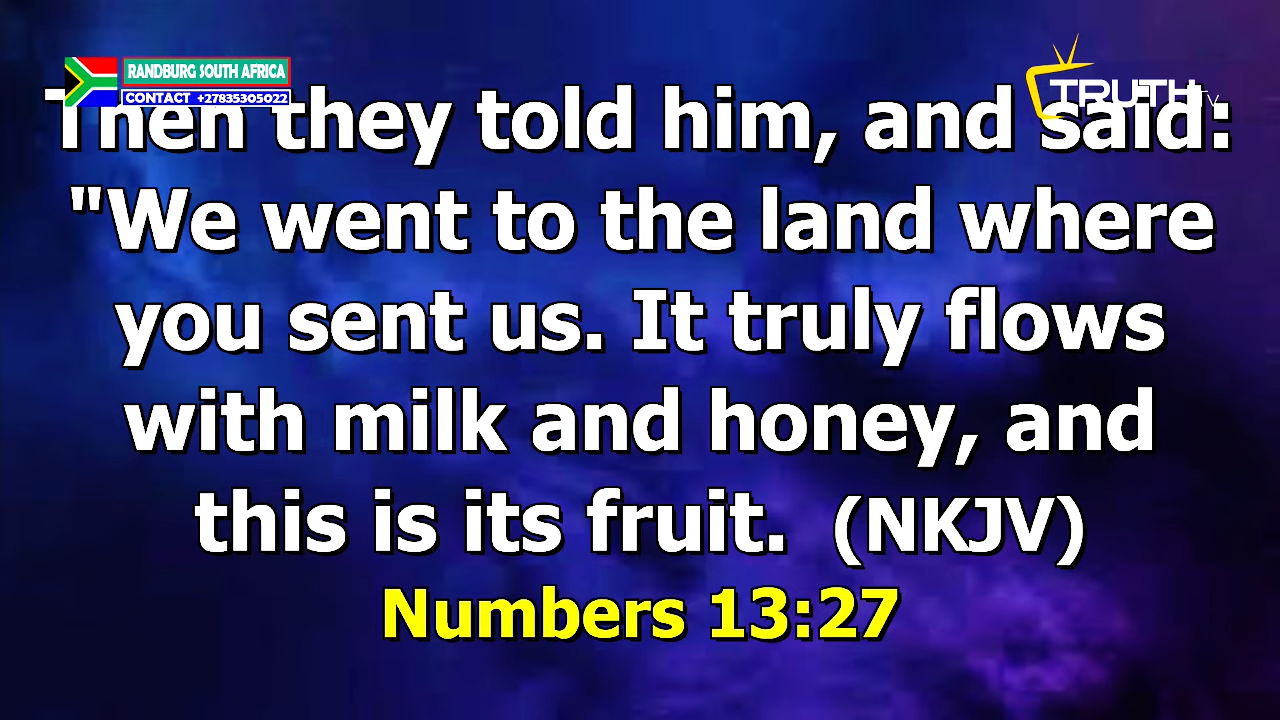 RANDBURG SOUTH AFRICA
CONTACT +27835305022
TRUTH TV
Then they told him, and said:
"We went to the land where
you sent us. It truly flows
with milk and honey, and
this is its fruit. (NKJV)
Numbers 13:27